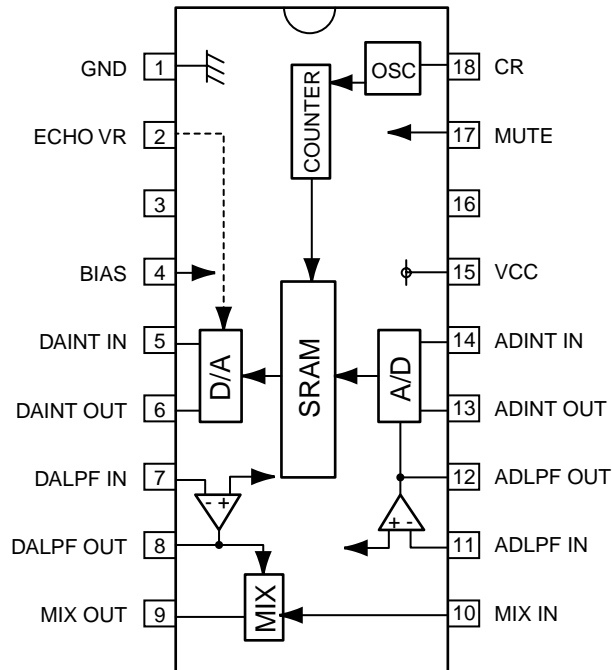 GND 1 OSC 18 CR
COUNTER
ECHO VR 2 17 MUTE
3 16
BIAS 4 15 VCC
DAINT IN 5 14 ADINT IN
D/A SRAM A/D
DAINT OUT 6 13 ADINT OUT
DALPF IN 7 12 ADLPF OUT
- + + -
DALPF OUT 8 11 ADLPF IN
MIX OUT 9 MIX 10 MIX IN